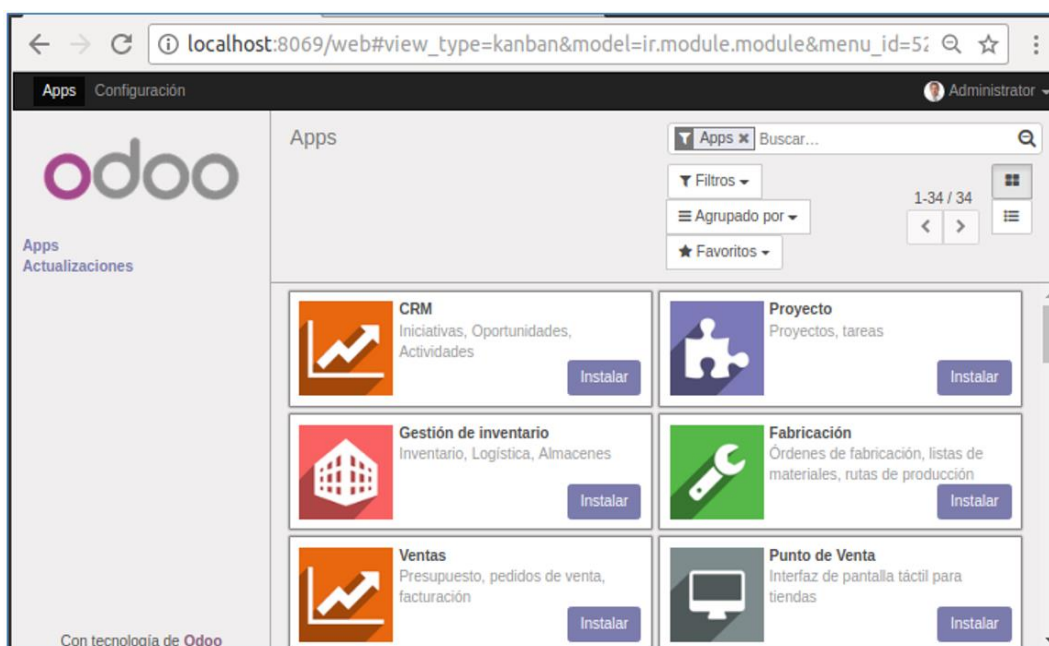 localhost:8069/web#view_type=kanban&model=ir.module.module&menu_id=52
Apps Configuración
Administrator
odoo
Apps
Actualizaciones
Con tecnología de Odoo
Apps
Apps Buscar...
Filtros
Agrupado por
Favoritos
1-34 / 34
CRM
Iniciativas, Oportunidades,
Actividades
Instalar
Proyecto
Proyectos, tareas
Instalar
Gestión de inventario
Inventario, Logística, Almacenes
Instalar
Fabricación
Órdenes de fabricación, listas de
materiales, rutas de producción
Instalar
Ventas
Presupuesto, pedidos de venta,
facturación
Instalar
Punto de Venta
Interfaz de pantalla táctil para
tiendas
Instalar